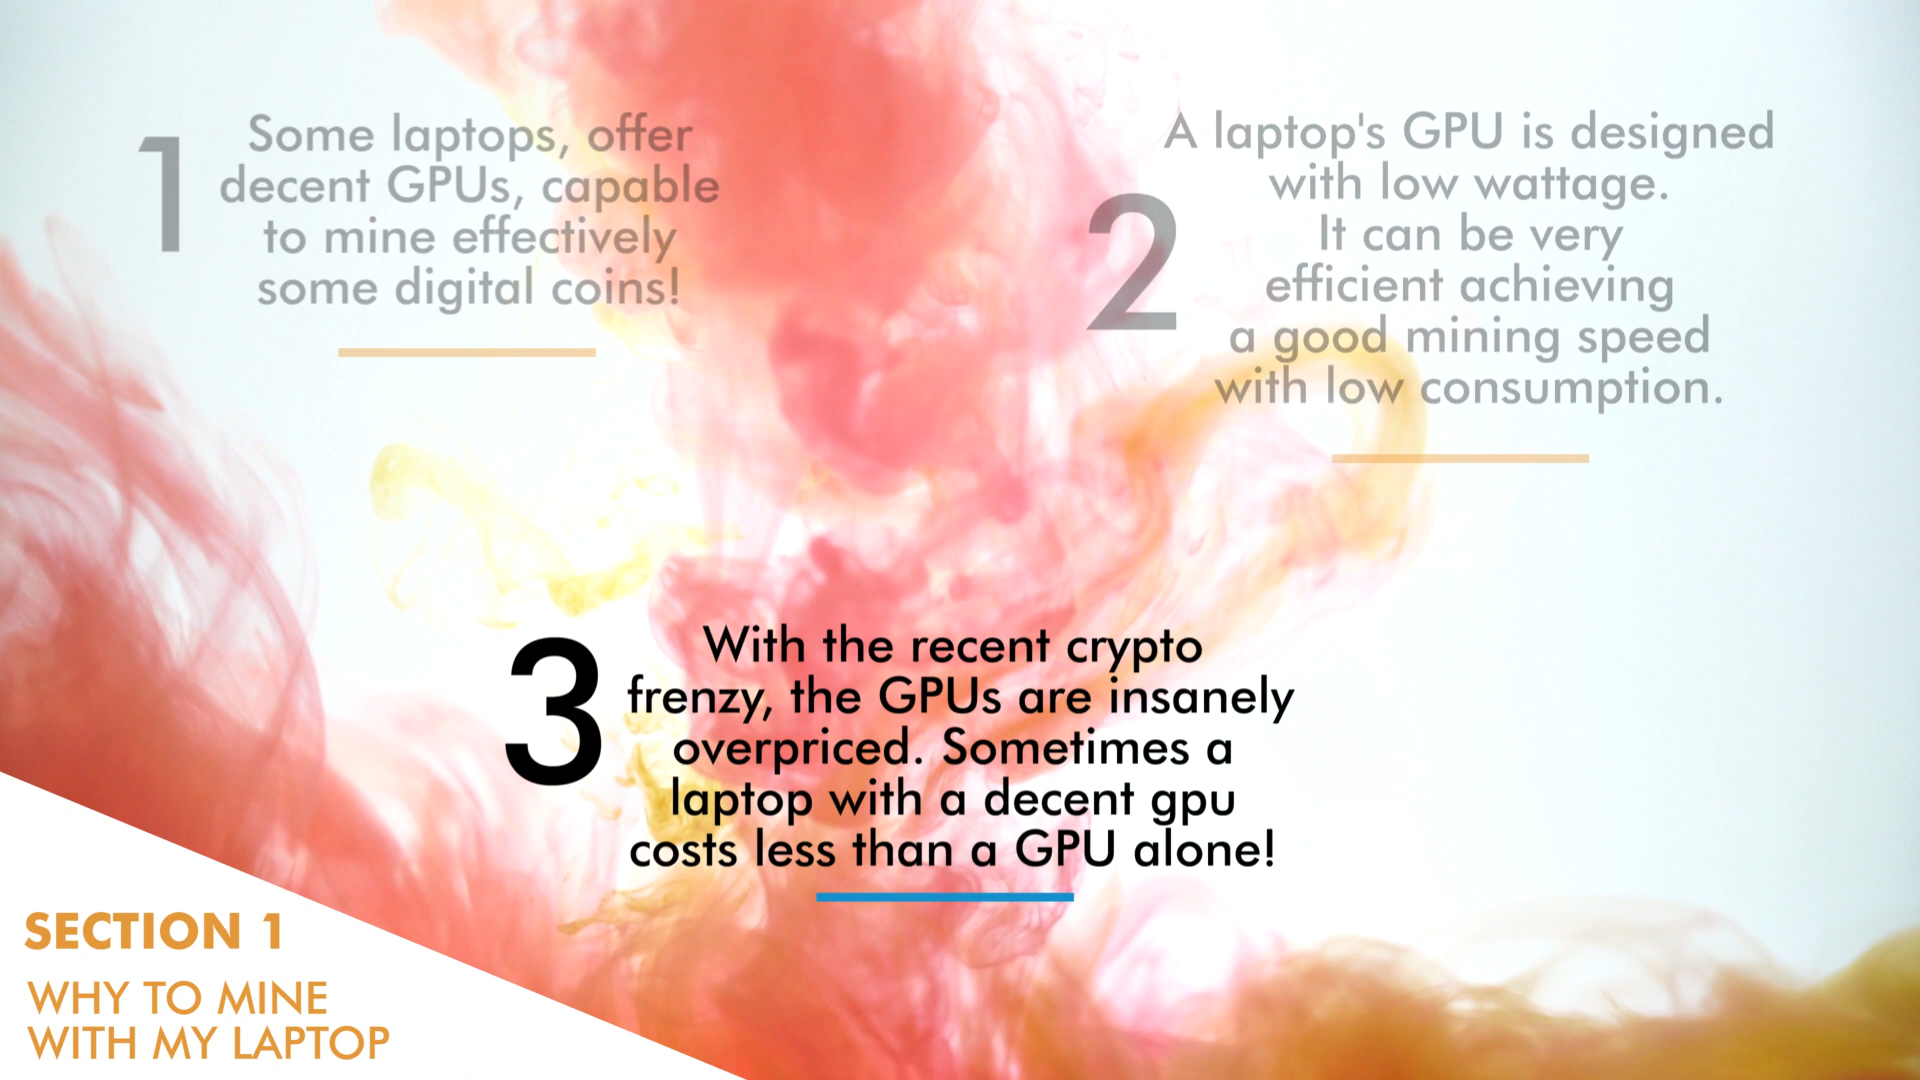 1
Some laptops, offer
decent GPUs, capable
to mine effectively
some digital coins!
2
A laptop's GPU is designed
with low wattage.
It can be very
efficient achieving
a good mining speed
with low consumption.
3
With the recent crypto
frenzy, the GPUs are insanely
overpriced. Sometimes a
laptop with a decent gpu
costs less than a GPU alone!
SECTION 1
WHY TO MINE
WITH MY LAPTOP